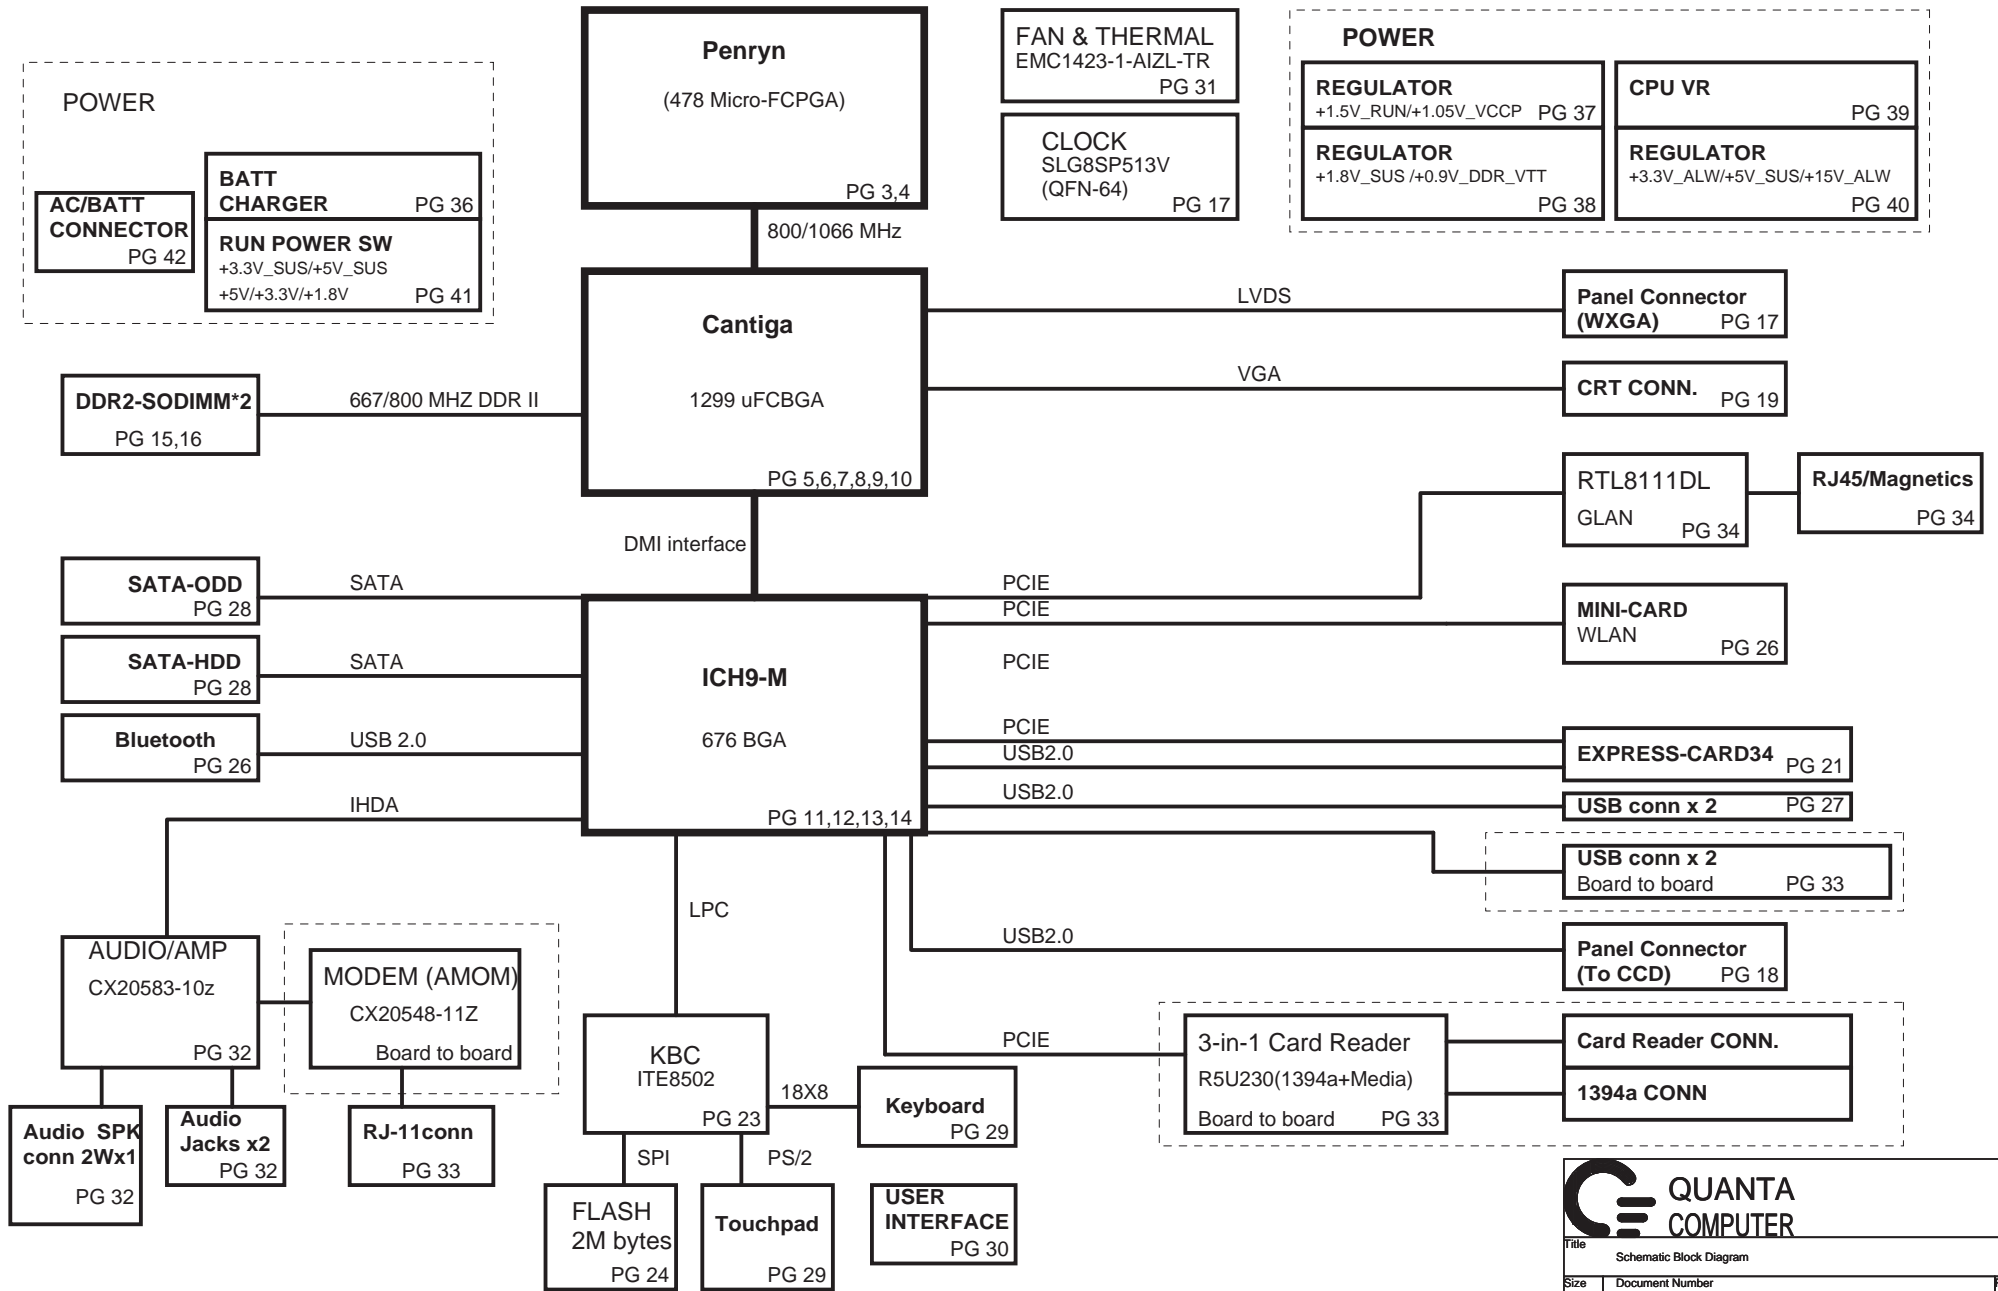 Penryn
(478 Micro-FCPGA)
PG 3,4
FAN & THERMAL
EMC1423-1-AIZL-TR
PG 31
CLOCK
SLG8SP513V
(QFN-64)
PG 17
POWER
REGULATOR
+1.5V_RUN/+1.05V_VCCP PG 37
CPU VR
PG 39
REGULATOR
+1.8V_SUS /+0.9V_DDR_VTT
PG 38
REGULATOR
+3.3V_ALW/+5V_SUS/+15V_ALW
PG 40
POWER
AC/BATT
CONNECTOR
PG 42
BATT
CHARGER PG 36
RUN POWER SW
+3.3V_SUS/+5V_SUS
+5V/+3.3V/+1.8V PG 41
800/1066 MHz
Cantiga
1299 uFCBGA
PG 5,6,7,8,9,10
LVDS
Panel Connector
(WXGA) PG 17
VGA
CRT CONN. PG 19
DDR2-SODIMM*2
PG 15,16
667/800 MHZ DDR II
RTL8111DL
GLAN
PG 34
RJ45/Magnetics
PG 34
DMI interface
SATA-ODD
PG 28
SATA
SATA-HDD
PG 28
SATA
Bluetooth
PG 26
USB 2.0
IHDA
ICH9-M
676 BGA
PG 11,12,13,14
PCIE
PCIE
MINI-CARD
WLAN
PG 26
PCIE
PCIE
USB2.0
EXPRESS-CARD34 PG 21
USB2.0
USB conn x 2 PG 27
USB conn x 2
Board to board PG 33
USB2.0
Panel Connector
(To CCD) PG 18
LPC
AUDIO/AMP
CX20583-10z
PG 32
MODEM (AMOM)
CX20548-11Z
Board to board
Audio SPK
conn 2Wx1
PG 32
Audio
Jacks x2
PG 32
RJ-11conn
PG 33
KBC
ITE8502
PG 23
18X8
Keyboard
PG 29
SPI
PS/2
FLASH
2M bytes
PG 24
Touchpad
PG 29
USER
INTERFACE
PG 30
PCIE
3-in-1 Card Reader
R5U230(1394a+Media)
Board to board PG 33
Card Reader CONN.
1394a CONN
QUANTA
COMPUTER
Title
Schematic Block Diagram
Size Document Number